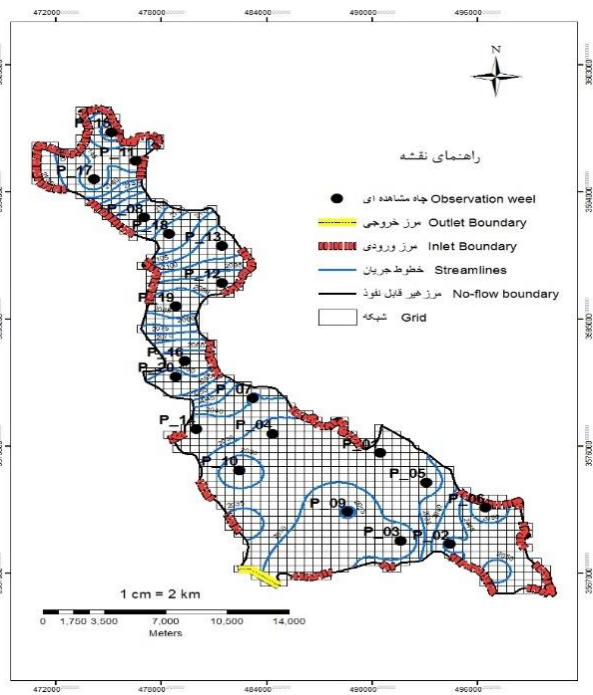 472000 478000 484000 490000 496000
N
راهنمای نقشه
چاه مشاهده ای Observation weel
مرز خروجی Outlet Boundary
مرز ورودی Inlet Boundary
خطوط جریان Streamlines
مرز غیر قابل نفوذ No-flow boundary
شبکه Grid
P_15
P_11
P_17
P_08
P_18
P_13
P_12
P_19
P_16
P_20
P_07
P_14
P_04
P_01
P_10
P_05
P_09
P_06
P_03
P_02
1 cm = 2 km
0 1,750 3,500 7,000 10,500 14,000
Meters
472000 478000 484000 490000 496000